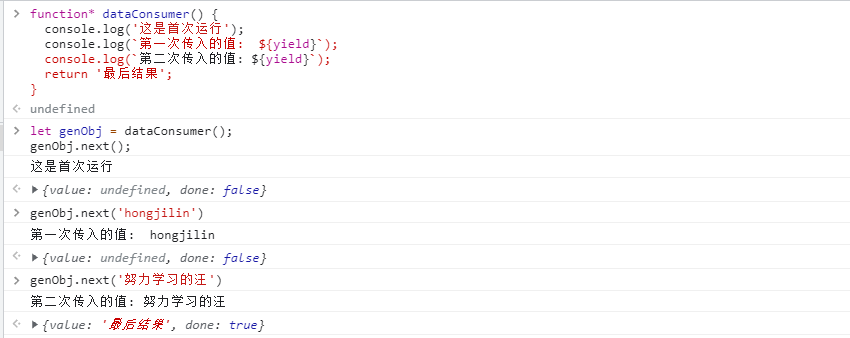 function* dataConsumer() {
console.log('这是首次运行');
console.log(`第一次传入的值： ${yield}`);
console.log(`第二次传入的值：${yield}`);
return '最后结果';
}
undefined
let genObj = dataConsumer();
genObj.next();
这是首次运行
{value: undefined, done: false}
genObj.next('hongjilin')
第一次传入的值： hongjilin
{value: undefined, done: false}
genObj.next('努力学习的汪')
第二次传入的值：努力学习的汪
{value: '最后结果', done: true}